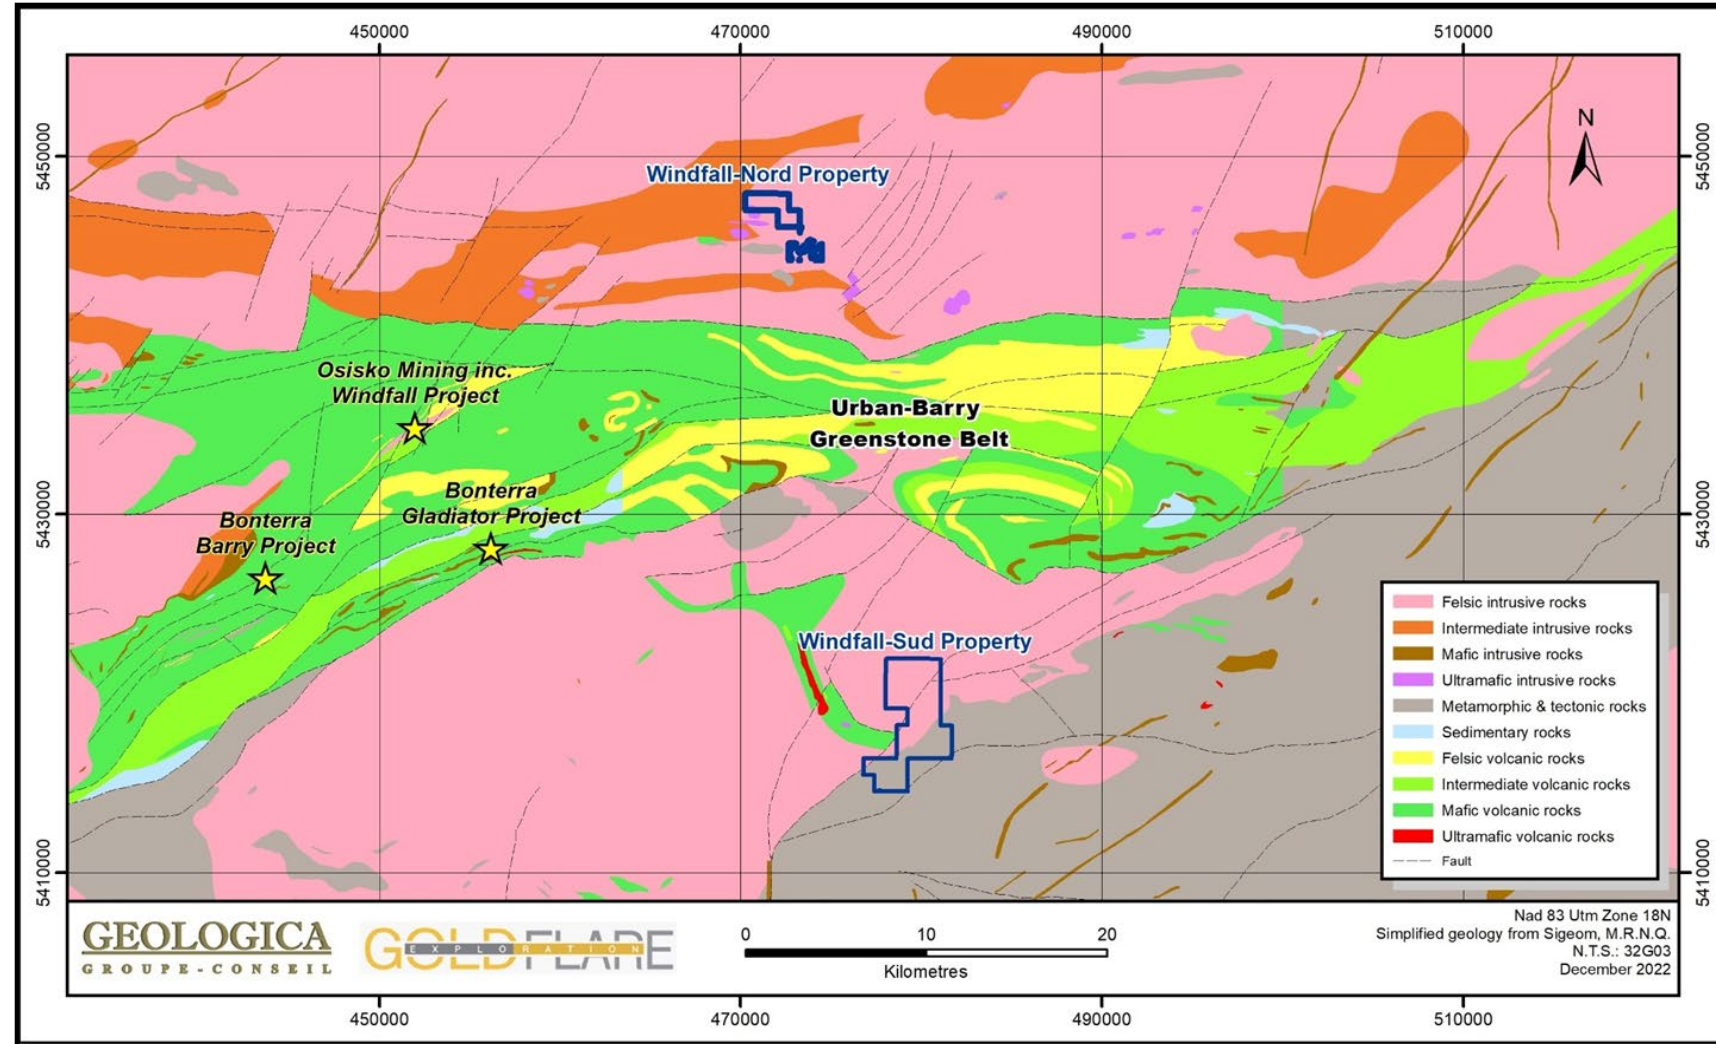 450000
470000
490000
510000
5450000
5450000
N
Windfall-Nord Property
Osisko Mining inc.
Windfall Project
Urban-Barry
Greenstone Belt
Bonterra
Gladiator Project
Bonterra
Barry Project
5430000
5430000
Windfall-Sud Property
Felsic intrusive rocks
Intermediate intrusive rocks
Mafic intrusive rocks
Ultramafic intrusive rocks
Metamorphic & tectonic rocks
Sedimentary rocks
Felsic volcanic rocks
Intermediate volcanic rocks
Mafic volcanic rocks
Ultramafic volcanic rocks
Fault
5410000
5410000
GEOLOGICA
GROUPE-CONSEIL
GOLDFLARE
EXPLORATION
0 10 20
Kilometres
Nad 83 Utm Zone 18N
Simplified geology from Sigeom, M.R.N.Q.
N.T.S.: 32G03
December 2022
450000
470000
490000
510000